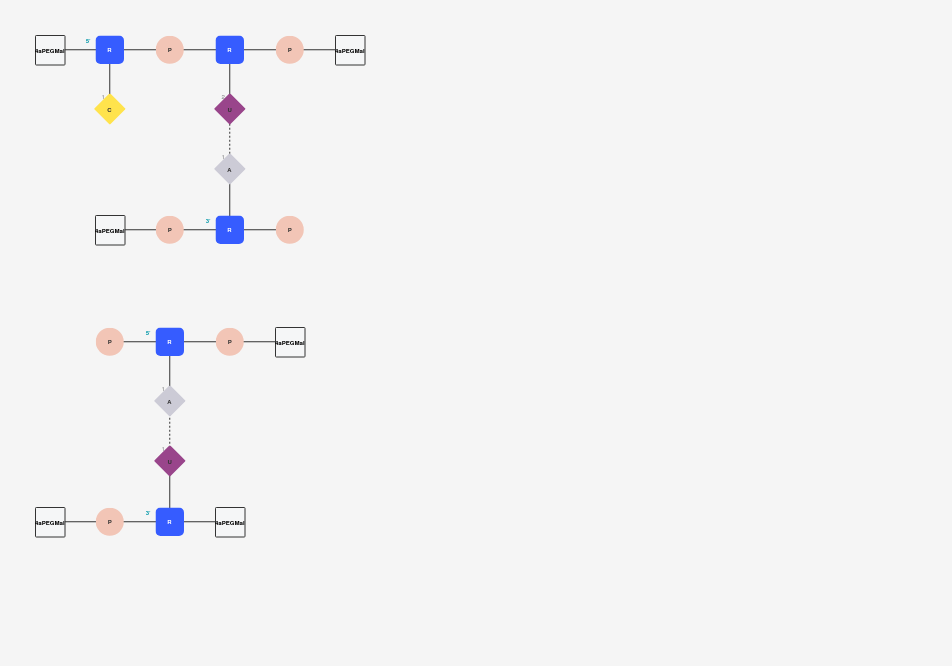 4aPEGMal 5' R P R P 4aPEGMal
1 C 2 U
1 A
4aPEGMal P 3' R P
P 5' R P 4aPEGMal
1 A
1 U
4aPEGMal P 3' R 4aPEGMal